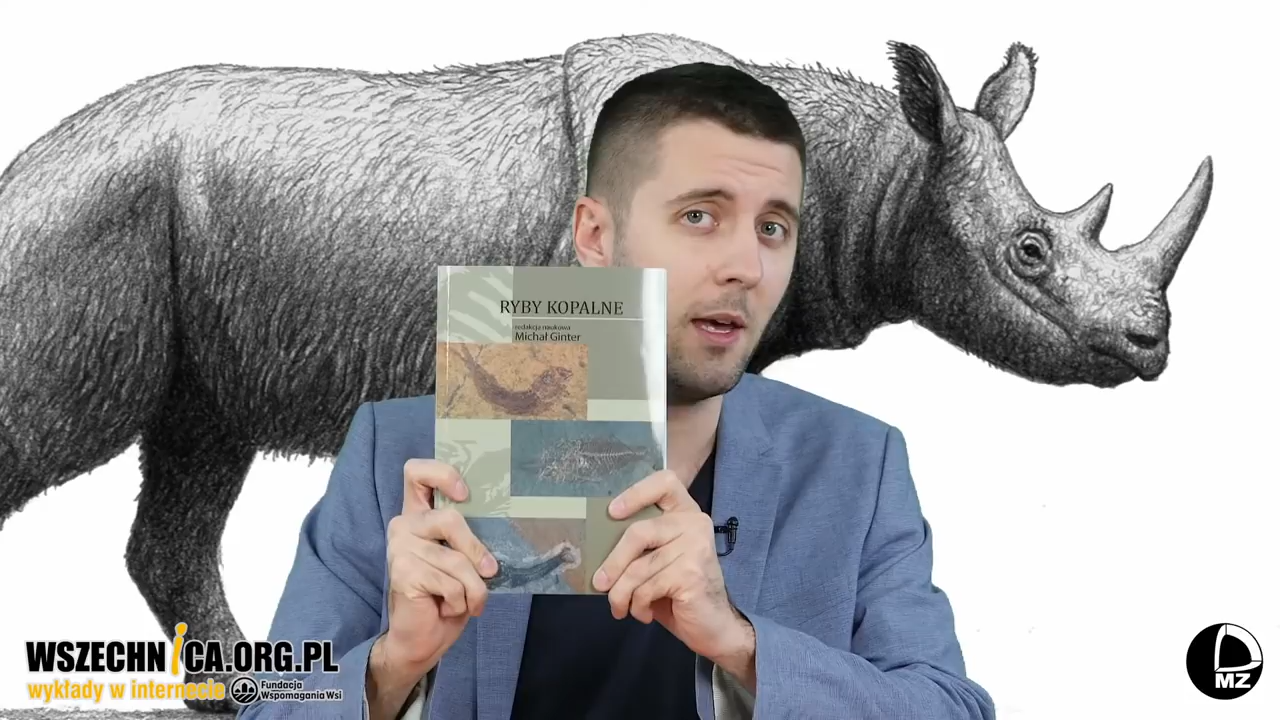 RYBY KOPALNE
redakcja naukowa
Michał Ginter
WSZECHNiCA.ORG.PL
wykłady w internecie
Fundacja
Wspomagania Wsi
MZ